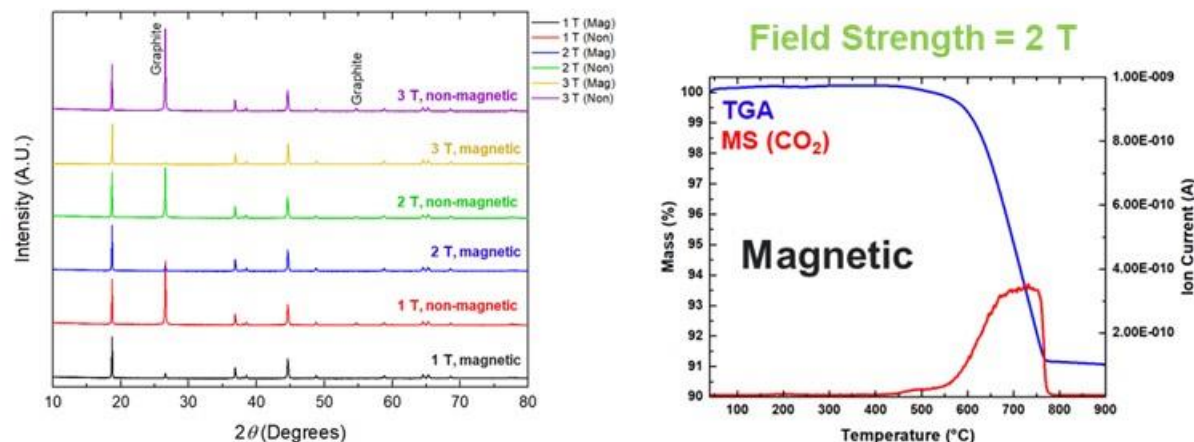 Intensity (A.U.)
Graphite
Graphite
1 T (Mag)
1 T (Non)
2 T (Mag)
2 T (Non)
3 T (Mag)
3 T (Non)
3 T, non-magnetic
3 T, magnetic
2 T, non-magnetic
2 T, magnetic
1 T, non-magnetic
1 T, magnetic
10 20 30 40 50 60 70 80
2θ (Degrees)
Field Strength = 2 T
Mass (%)
100
99
98
97
96
95
94
93
92
91
90
TGA
MS (CO₂)
Magnetic
1.00E-009
8.00E-010
6.00E-010
4.00E-010
2.00E-010
Ion Current (A)
100 200 300 400 500 600 700 800 900
Temperature (°C)